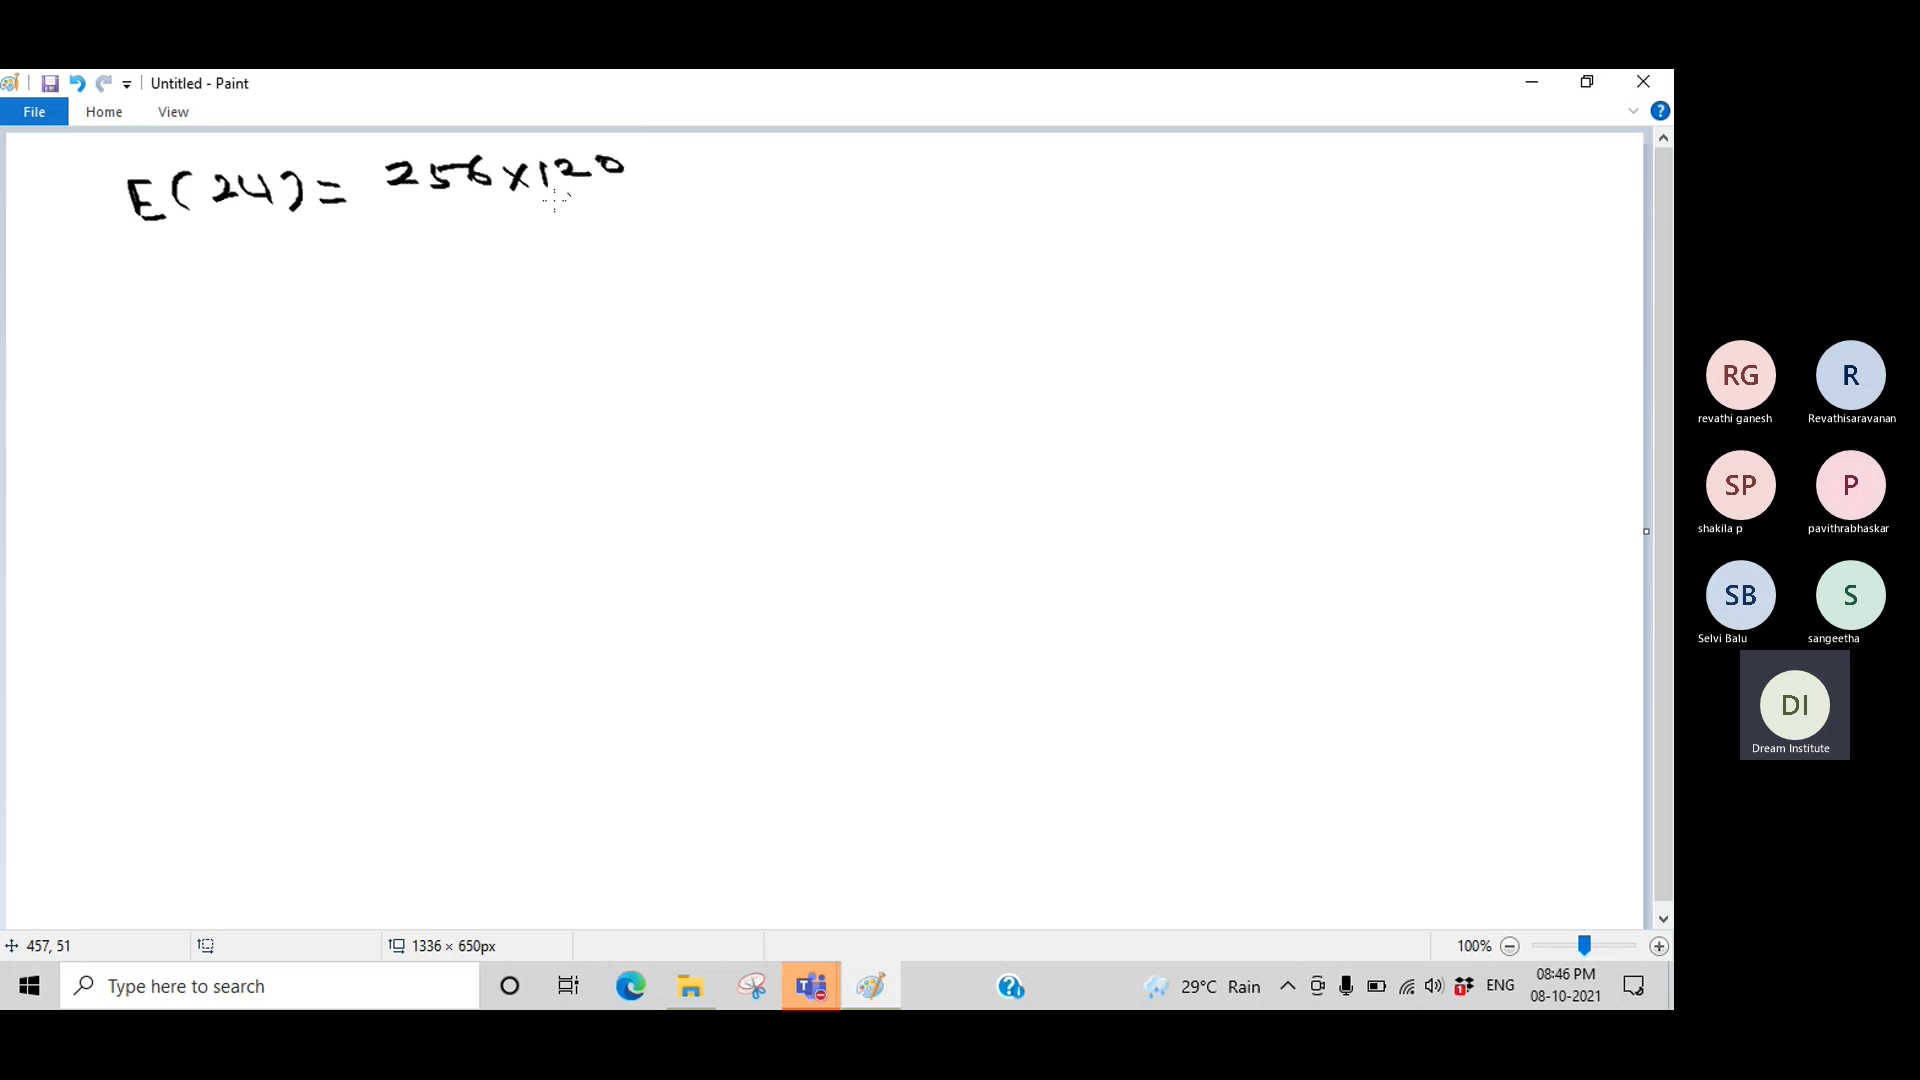 Untitled - Paint
File Home View
E(24) = 256×120
RG R
revathi ganesh Revathisaravanan
SP P
shakila p pavithrabhaskar
SB S
Selvi Balu sangeetha
DI
Dream Institute
457, 51 1336 × 650px 100%
Type here to search 29°C Rain ENG 08:46 PM
08-10-2021